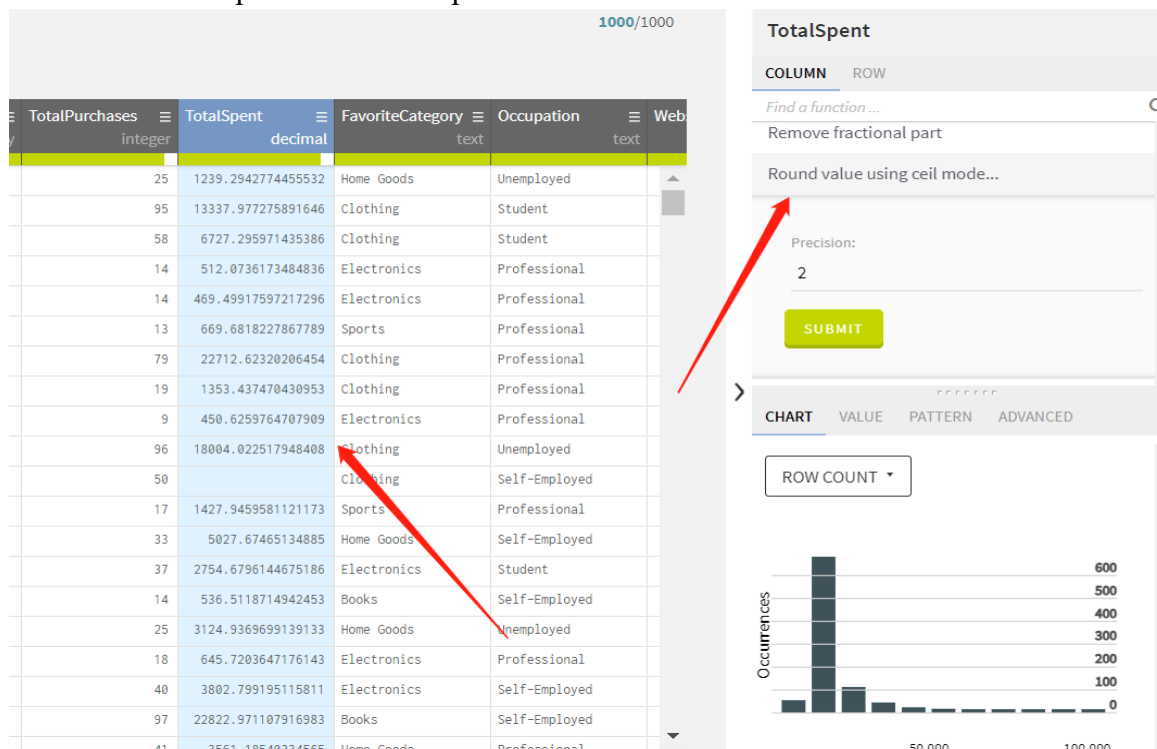 1000/1000
TotalPurchases TotalSpent FavoriteCategory Occupation Web
integer decimal text text
25 1239.2942774455532 Home Goods Unemployed
95 13337.977275891646 Clothing Student
58 6727.295971435386 Clothing Student
14 512.0736173484836 Electronics Professional
14 469.49917597217296 Electronics Professional
13 669.6818227867789 Sports Professional
79 22712.62320206454 Clothing Professional
19 1353.437470430953 Clothing Professional
9 450.6259764707909 Electronics Professional
96 18004.022517948408 Clothing Unemployed
50 Clothing Self-Employed
17 1427.9459581121173 Sports Professional
33 5027.67465134885 Home Goods Self-Employed
37 2754.6796144675186 Electronics Student
14 536.5118714942453 Books Self-Employed
25 3124.9369699139133 Home Goods Unemployed
18 645.7203647176143 Electronics Professional
40 3802.799195115811 Electronics Self-Employed
97 22822.971107916983 Books Self-Employed
TotalSpent
COLUMN ROW
Find a function ...
Remove fractional part
Round value using ceil mode...
Precision:
2
SUBMIT
CHART VALUE PATTERN ADVANCED
ROW COUNT
Occurrences
600
500
400
300
200
100
0
50,000 100,000